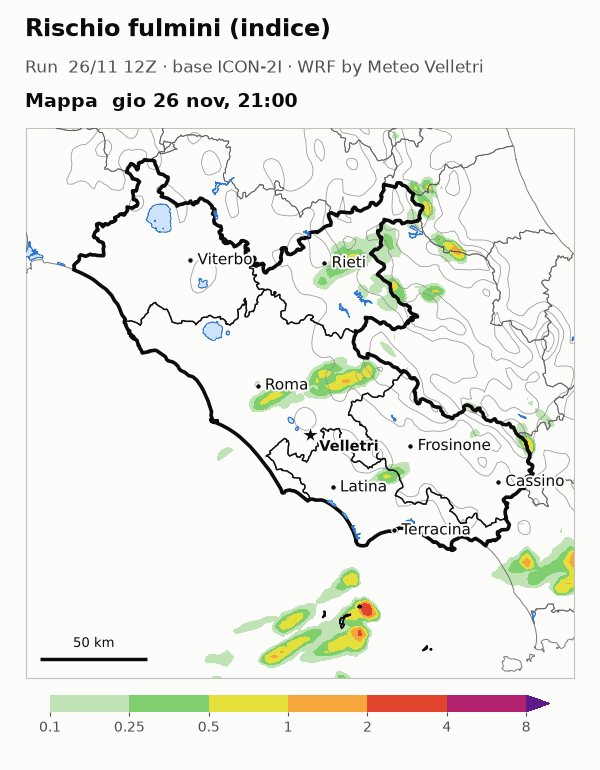 Rischio fulmini (indice)
Run  26/11 12Z · base ICON-2I · WRF by Meteo Velletri
Mappa  gio 26 nov, 21:00
Viterbo
Rieti
Roma
Velletri
Frosinone
Cassino
Latina
Terracina
50 km
0.1 0.25 0.5 1 2 4 8